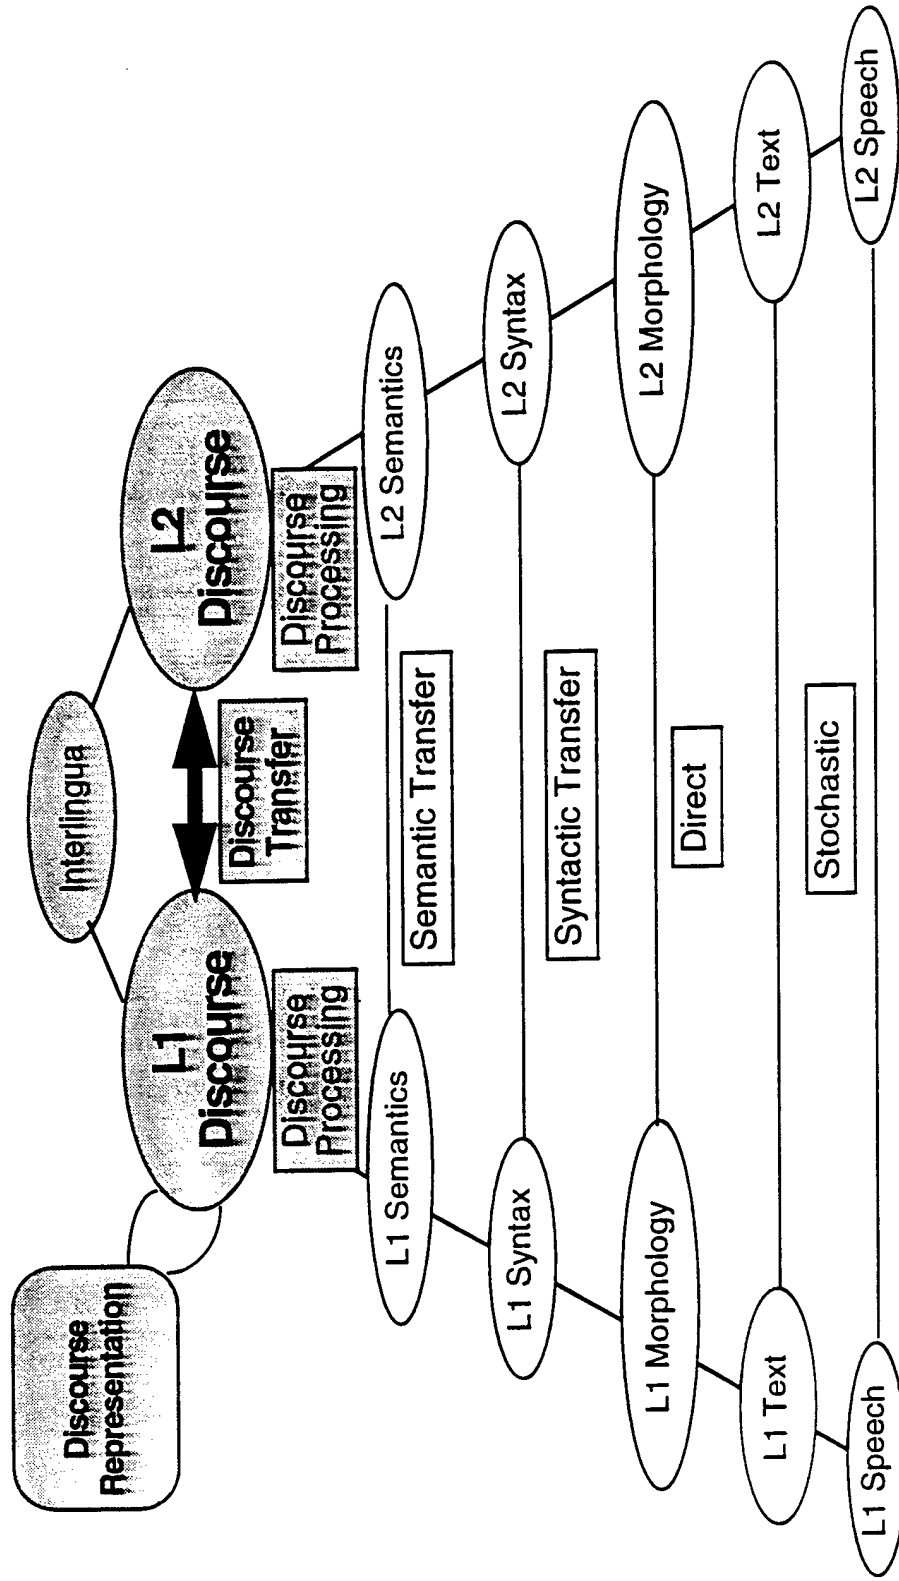 Interlingua
Discourse
Representation
L1
Discourse
L2
Discourse
Discourse
Transfer
Discourse
Processing
Discourse
Processing
L1 Semantics
L2 Semantics
Semantic Transfer
L1 Syntax
L2 Syntax
Syntactic Transfer
L1 Morphology
L2 Morphology
Direct
L1 Text
L2 Text
Stochastic
L1 Speech
L2 Speech